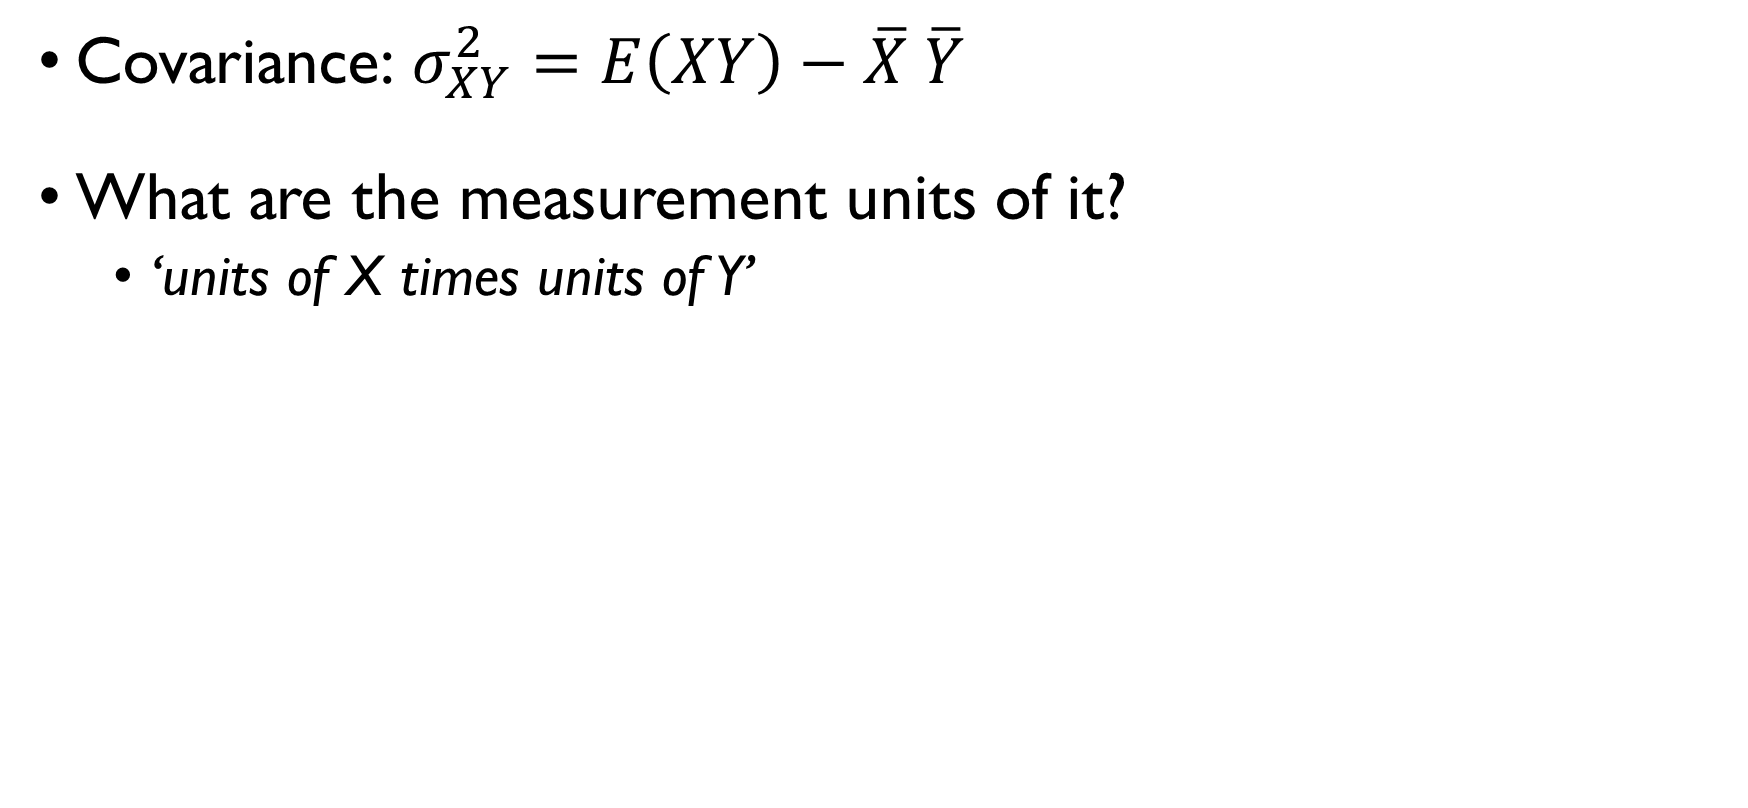 • Covariance: σ²_XY = E(XY) − X̄ Ȳ
• What are the measurement units of it?
• ‘units of X times units of Y’